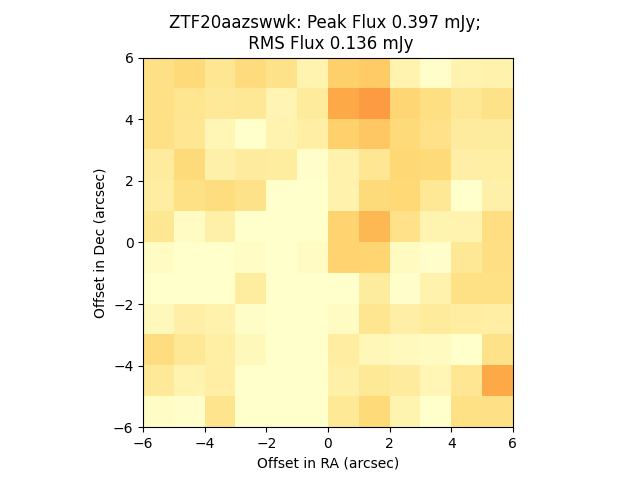 ZTF20aazswwk: Peak Flux 0.397 mJy;
RMS Flux 0.136 mJy
6
4
2
0
−2
−4
−6
Offset in Dec (arcsec)
−6 −4 −2 0 2 4 6
Offset in RA (arcsec)